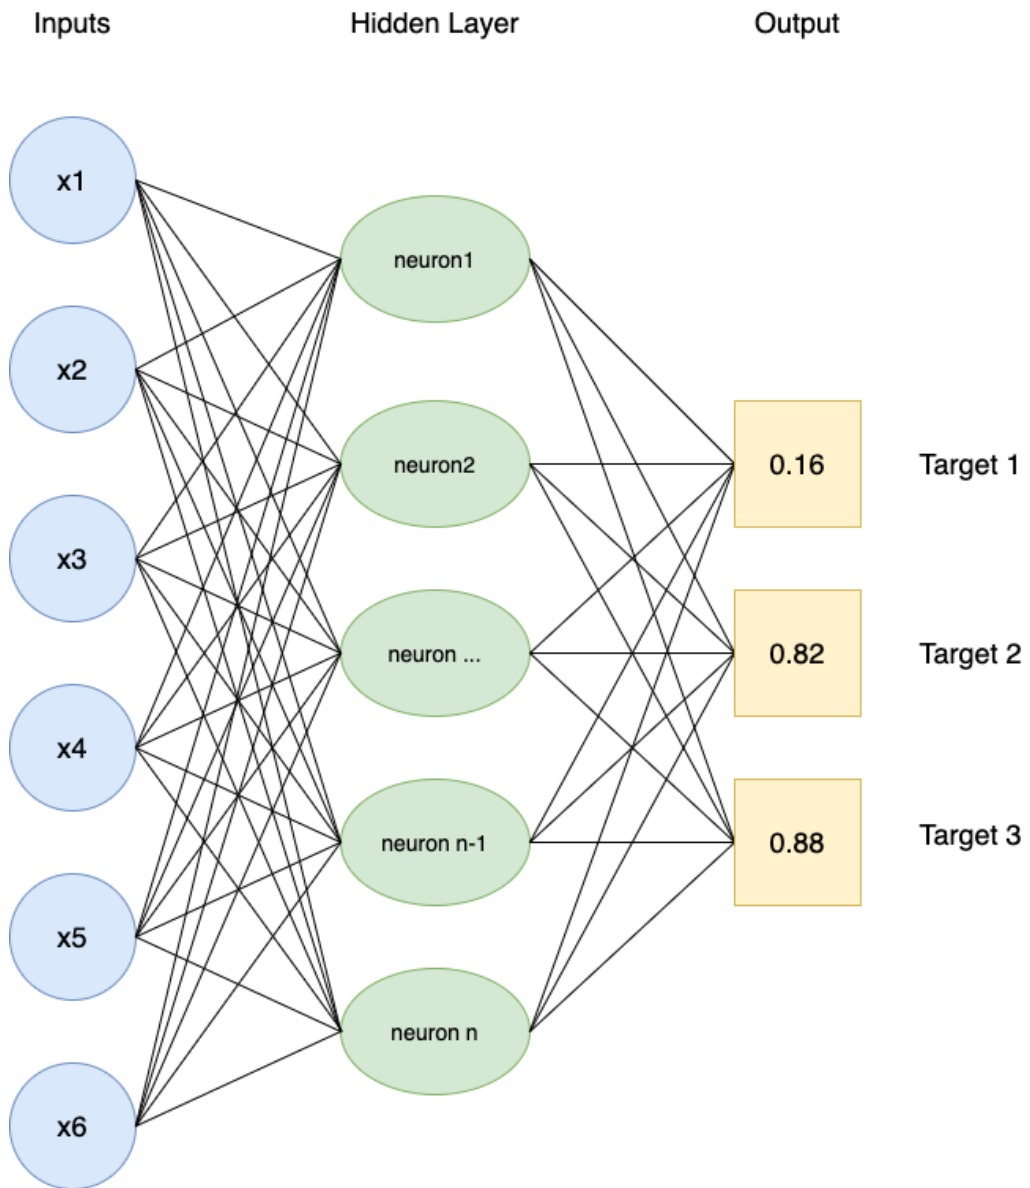 Inputs
Hidden Layer
Output
x1
x2
x3
x4
x5
x6
neuron1
neuron2
neuron ...
neuron n-1
neuron n
0.16
Target 1
0.82
Target 2
0.88
Target 3